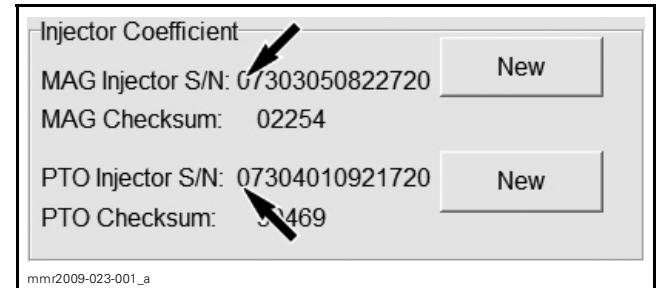 Injector Coefficient
MAG Injector S/N: 07303050822720 New
MAG Checksum: 02254
PTO Injector S/N: 07304010921720 New
PTO Checksum:
mmr2009-023-001_a